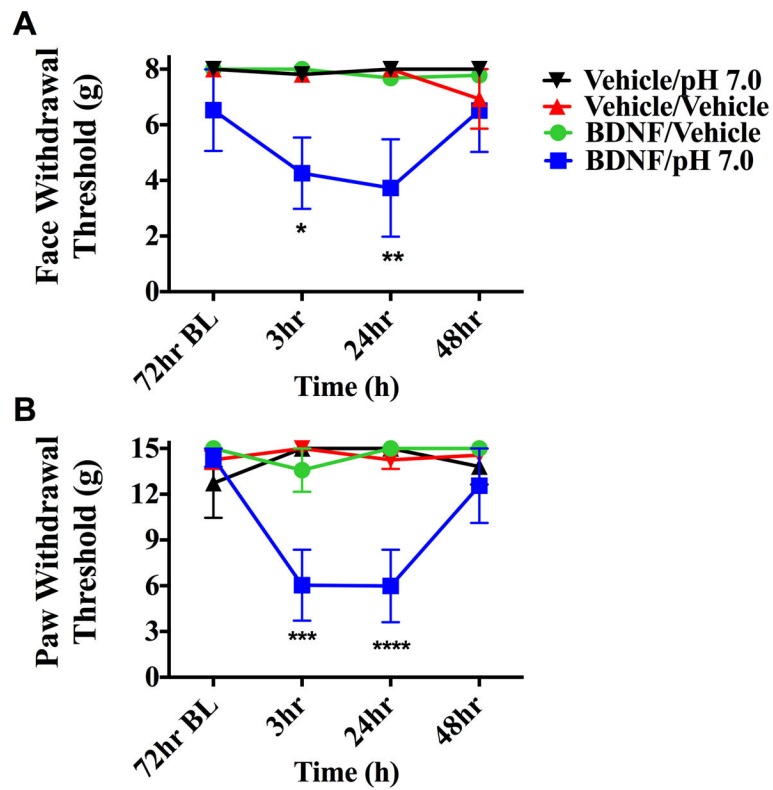 A
Face Withdrawal
Threshold (g)
8
6
4
2
0
*
**
72hr BL
3hr
24hr
48hr
Time (h)
Vehicle/pH 7.0
Vehicle/Vehicle
BDNF/Vehicle
BDNF/pH 7.0
B
Paw Withdrawal
Threshold (g)
15
12
9
6
3
0
***
****
72hr BL
3hr
24hr
48hr
Time (h)